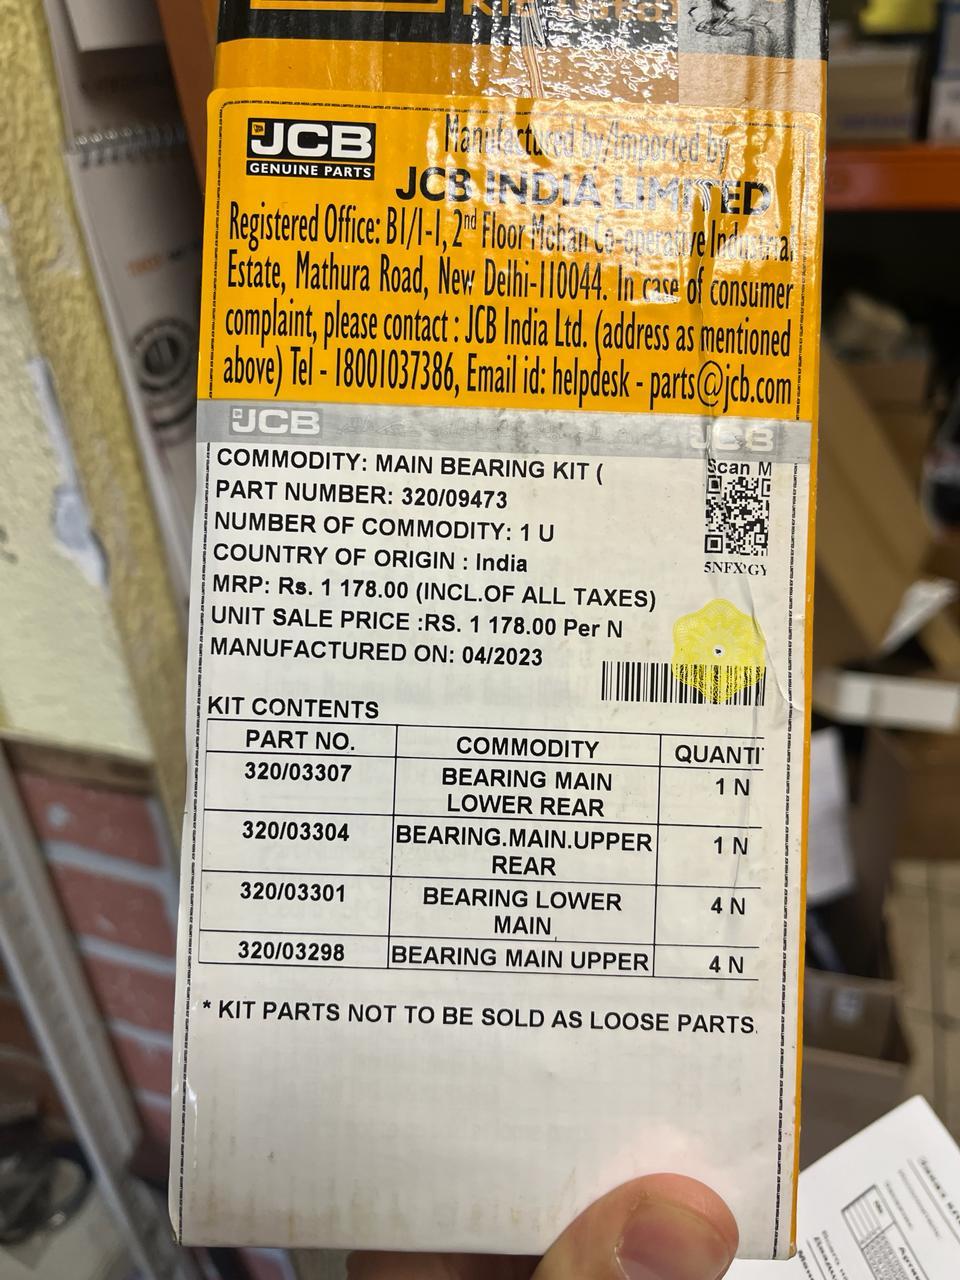 JCB
GENUINE PARTS
Manufactured by/Imported by
JCB INDIA LIMITED
Registered Office: B1/I-1, 2nd Floor Mohan Co-operative Industrial
Estate, Mathura Road, New Delhi-110044. In case of consumer
complaint, please contact : JCB India Ltd. (address as mentioned
above) Tel - 18001037386, Email id: helpdesk - parts@jcb.com
JCB JCB
COMMODITY: MAIN BEARING KIT (
Scan M
PART NUMBER: 320/09473
NUMBER OF COMMODITY: 1 U
COUNTRY OF ORIGIN : India
MRP: Rs. 1 178.00 (INCL.OF ALL TAXES)
UNIT SALE PRICE :RS. 1 178.00 Per N
MANUFACTURED ON: 04/2023
KIT CONTENTS
PART NO. COMMODITY QUANTI
320/03307 BEARING MAIN LOWER REAR 1 N
320/03304 BEARING.MAIN.UPPER REAR 1 N
320/03301 BEARING LOWER MAIN 4 N
320/03298 BEARING MAIN UPPER 4 N
* KIT PARTS NOT TO BE SOLD AS LOOSE PARTS.